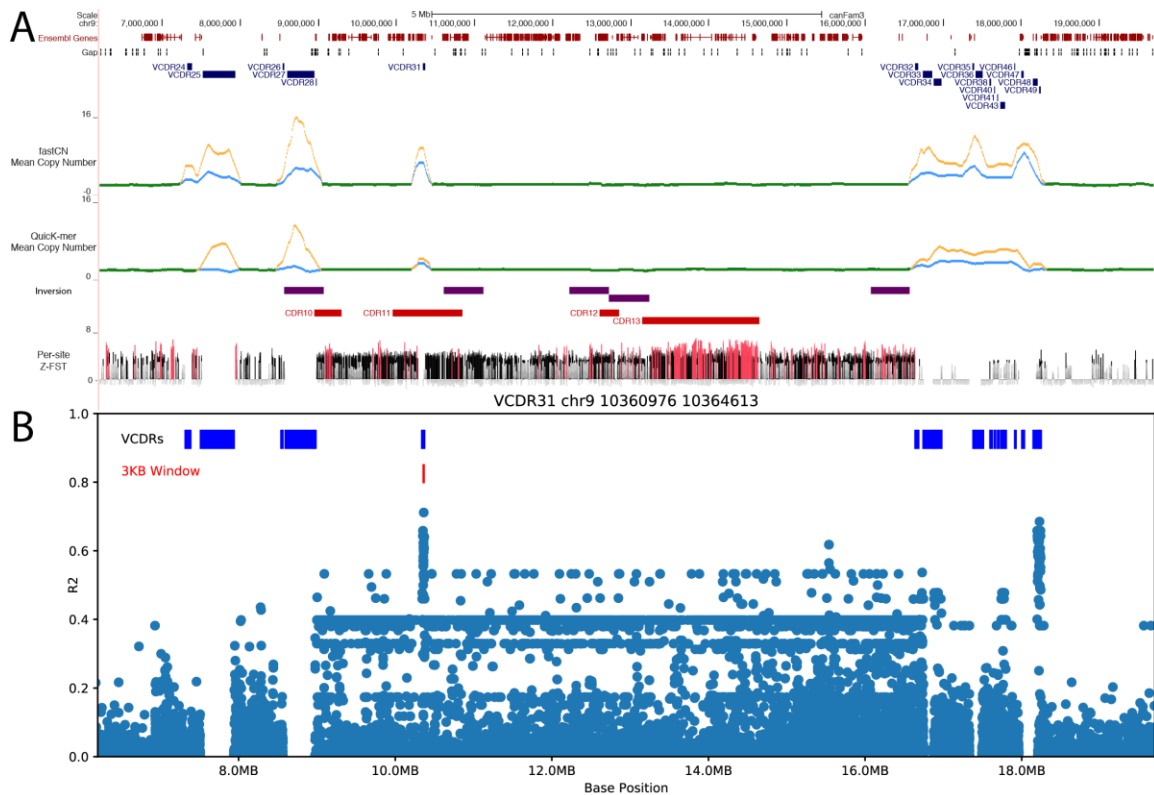 A
Scale
5 Mb
canFam3
chr9:
7,000,000
8,000,000
9,000,000
10,000,000
11,000,000
12,000,000
13,000,000
14,000,000
15,000,000
16,000,000
17,000,000
18,000,000
19,000,000
Ensembl Genes
Gap
VCDR24
VCDR26
VCDR31
VCDR32
VCDR35
VCDR46
VCDR25
VCDR27
VCDR33
VCDR36
VCDR47
VCDR28
VCDR34
VCDR38
VCDR48
VCDR40
VCDR49
VCDR41
VCDR43
16
fastCN
Mean Copy Number
-0
16
QuicK-mer
Mean Copy Number
0
Inversion
CDR10
CDR11
CDR12
CDR13
8
Per-site
Z-FST
0
VCDR31 chr9 10360976 10364613
B
1.0
VCDRs
3KB Window
0.8
0.6
R2
0.4
0.2
0.0
8.0MB
10.0MB
12.0MB
14.0MB
16.0MB
18.0MB
Base Position